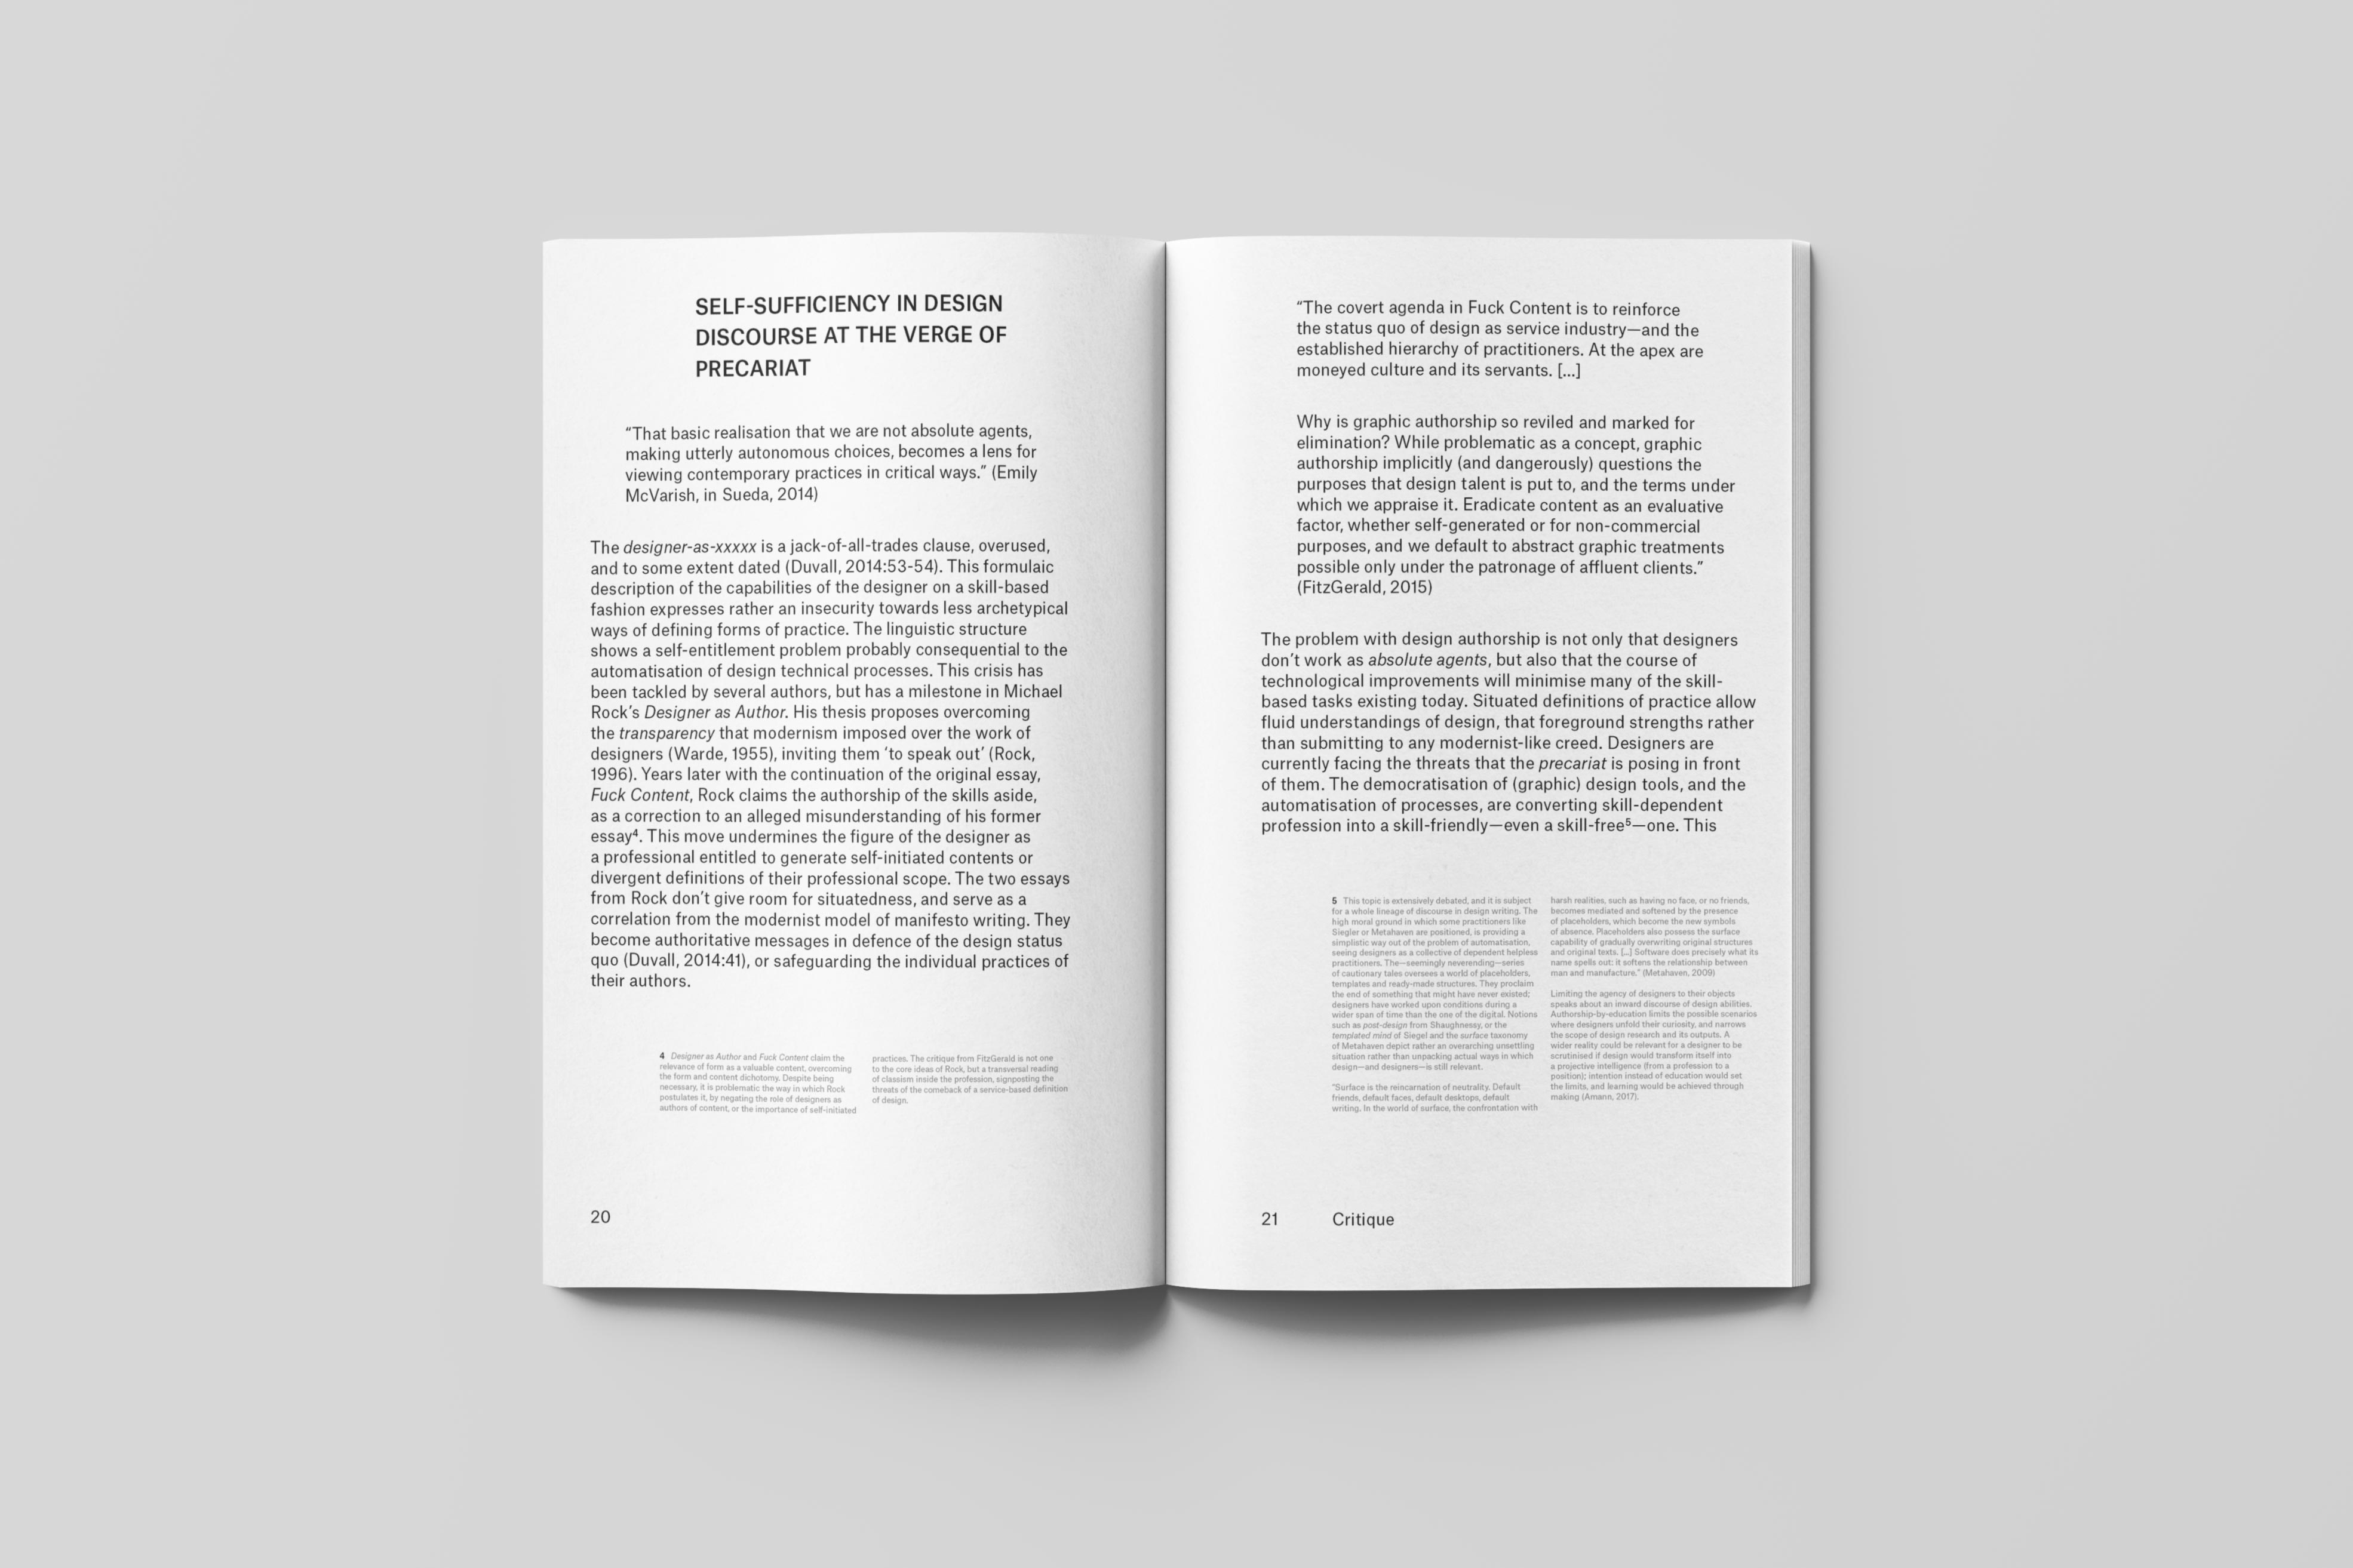 SELF-SUFFICIENCY IN DESIGN
DISCOURSE AT THE VERGE OF
PRECARIAT
“That basic realisation that we are not absolute agents,
making utterly autonomous choices, becomes a lens for
viewing contemporary practices in critical ways.” (Emily
McVarish, in Sueda, 2014)
The designer-as-xxxxx is a jack-of-all-trades clause, overused,
and to some extent dated (Duvall, 2014:53-54). This formulaic
description of the capabilities of the designer on a skill-based
fashion expresses rather an insecurity towards less archetypical
ways of defining forms of practice. The linguistic structure
shows a self-entitlement problem probably consequential to the
automatisation of design technical processes. This crisis has
been tackled by several authors, but has a milestone in Michael
Rock’s Designer as Author. His thesis proposes overcoming
the transparency that modernism imposed over the work of
designers (Warde, 1955), inviting them ‘to speak out’ (Rock,
1996). Years later with the continuation of the original essay,
Fuck Content, Rock claims the authorship of the skills aside,
as a correction to an alleged misunderstanding of his former
essay⁴. This move undermines the figure of the designer as
a professional entitled to generate self-initiated contents or
divergent definitions of their professional scope. The two essays
from Rock don’t give room for situatedness, and serve as a
correlation from the modernist model of manifesto writing. They
become authoritative messages in defence of the design status
quo (Duvall, 2014:41), or safeguarding the individual practices of
their authors.
4 Designer as Author and Fuck Content claim the
relevance of form as a valuable content, overcoming
the form and content dichotomy. Despite being
necessary, it is problematic the way in which Rock
postulates it, by negating the role of designers as
authors of content, or the importance of self-initiated
practices. The critique from FitzGerald is not one
to the core ideas of Rock, but a transversal reading
of classism inside the profession, signposting the
threats of the comeback of a service-based definition
of design.
20
“The covert agenda in Fuck Content is to reinforce
the status quo of design as service industry—and the
established hierarchy of practitioners. At the apex are
moneyed culture and its servants. [...]
Why is graphic authorship so reviled and marked for
elimination? While problematic as a concept, graphic
authorship implicitly (and dangerously) questions the
purposes that design talent is put to, and the terms under
which we appraise it. Eradicate content as an evaluative
factor, whether self-generated or for non-commercial
purposes, and we default to abstract graphic treatments
possible only under the patronage of affluent clients.”
(FitzGerald, 2015)
The problem with design authorship is not only that designers
don’t work as absolute agents, but also that the course of
technological improvements will minimise many of the skill-
based tasks existing today. Situated definitions of practice allow
fluid understandings of design, that foreground strengths rather
than submitting to any modernist-like creed. Designers are
currently facing the threats that the precariat is posing in front
of them. The democratisation of (graphic) design tools, and the
automatisation of processes, are converting skill-dependent
profession into a skill-friendly—even a skill-free⁵—one. This
5 This topic is extensively debated, and it is subject
for a whole lineage of discourse in design writing. The
high moral ground in which some practitioners like
Siegler or Metahaven are positioned, is providing a
simplistic way out of the problem of automatisation,
seeing designers as a collective of dependent helpless
practitioners. The—seemingly neverending—series
of cautionary tales oversees a world of placeholders,
templates and ready-made structures. They proclaim
the end of something that might have never existed;
designers have worked upon conditions during a
wider span of time than the one of the digital. Notions
such as post-design from Shaughnessy, or the
templated mind of Siegel and the surface taxonomy
of Metahaven depict rather an overarching unsettling
situation rather than unpacking actual ways in which
design—and designers—is still relevant.
“Surface is the reincarnation of neutrality. Default
friends, default faces, default desktops, default
writing. In the world of surface, the confrontation with
harsh realities, such as having no face, or no friends,
becomes mediated and softened by the presence
of placeholders, which become the new symbols
of absence. Placeholders also possess the surface
capability of gradually overwriting original structures
and original texts. [...] Software does precisely what its
name spells out: it softens the relationship between
man and manufacture.” (Metahaven, 2009)
Limiting the agency of designers to their objects
speaks about an inward discourse of design abilities.
Authorship-by-education limits the possible scenarios
where designers unfold their curiosity, and narrows
the scope of design research and its outputs. A
wider reality could be relevant for a designer to be
scrutinised if design would transform itself into
a projective intelligence (from a profession to a
position); intention instead of education would set
the limits, and learning would be achieved through
making (Amann, 2017).
21 Critique